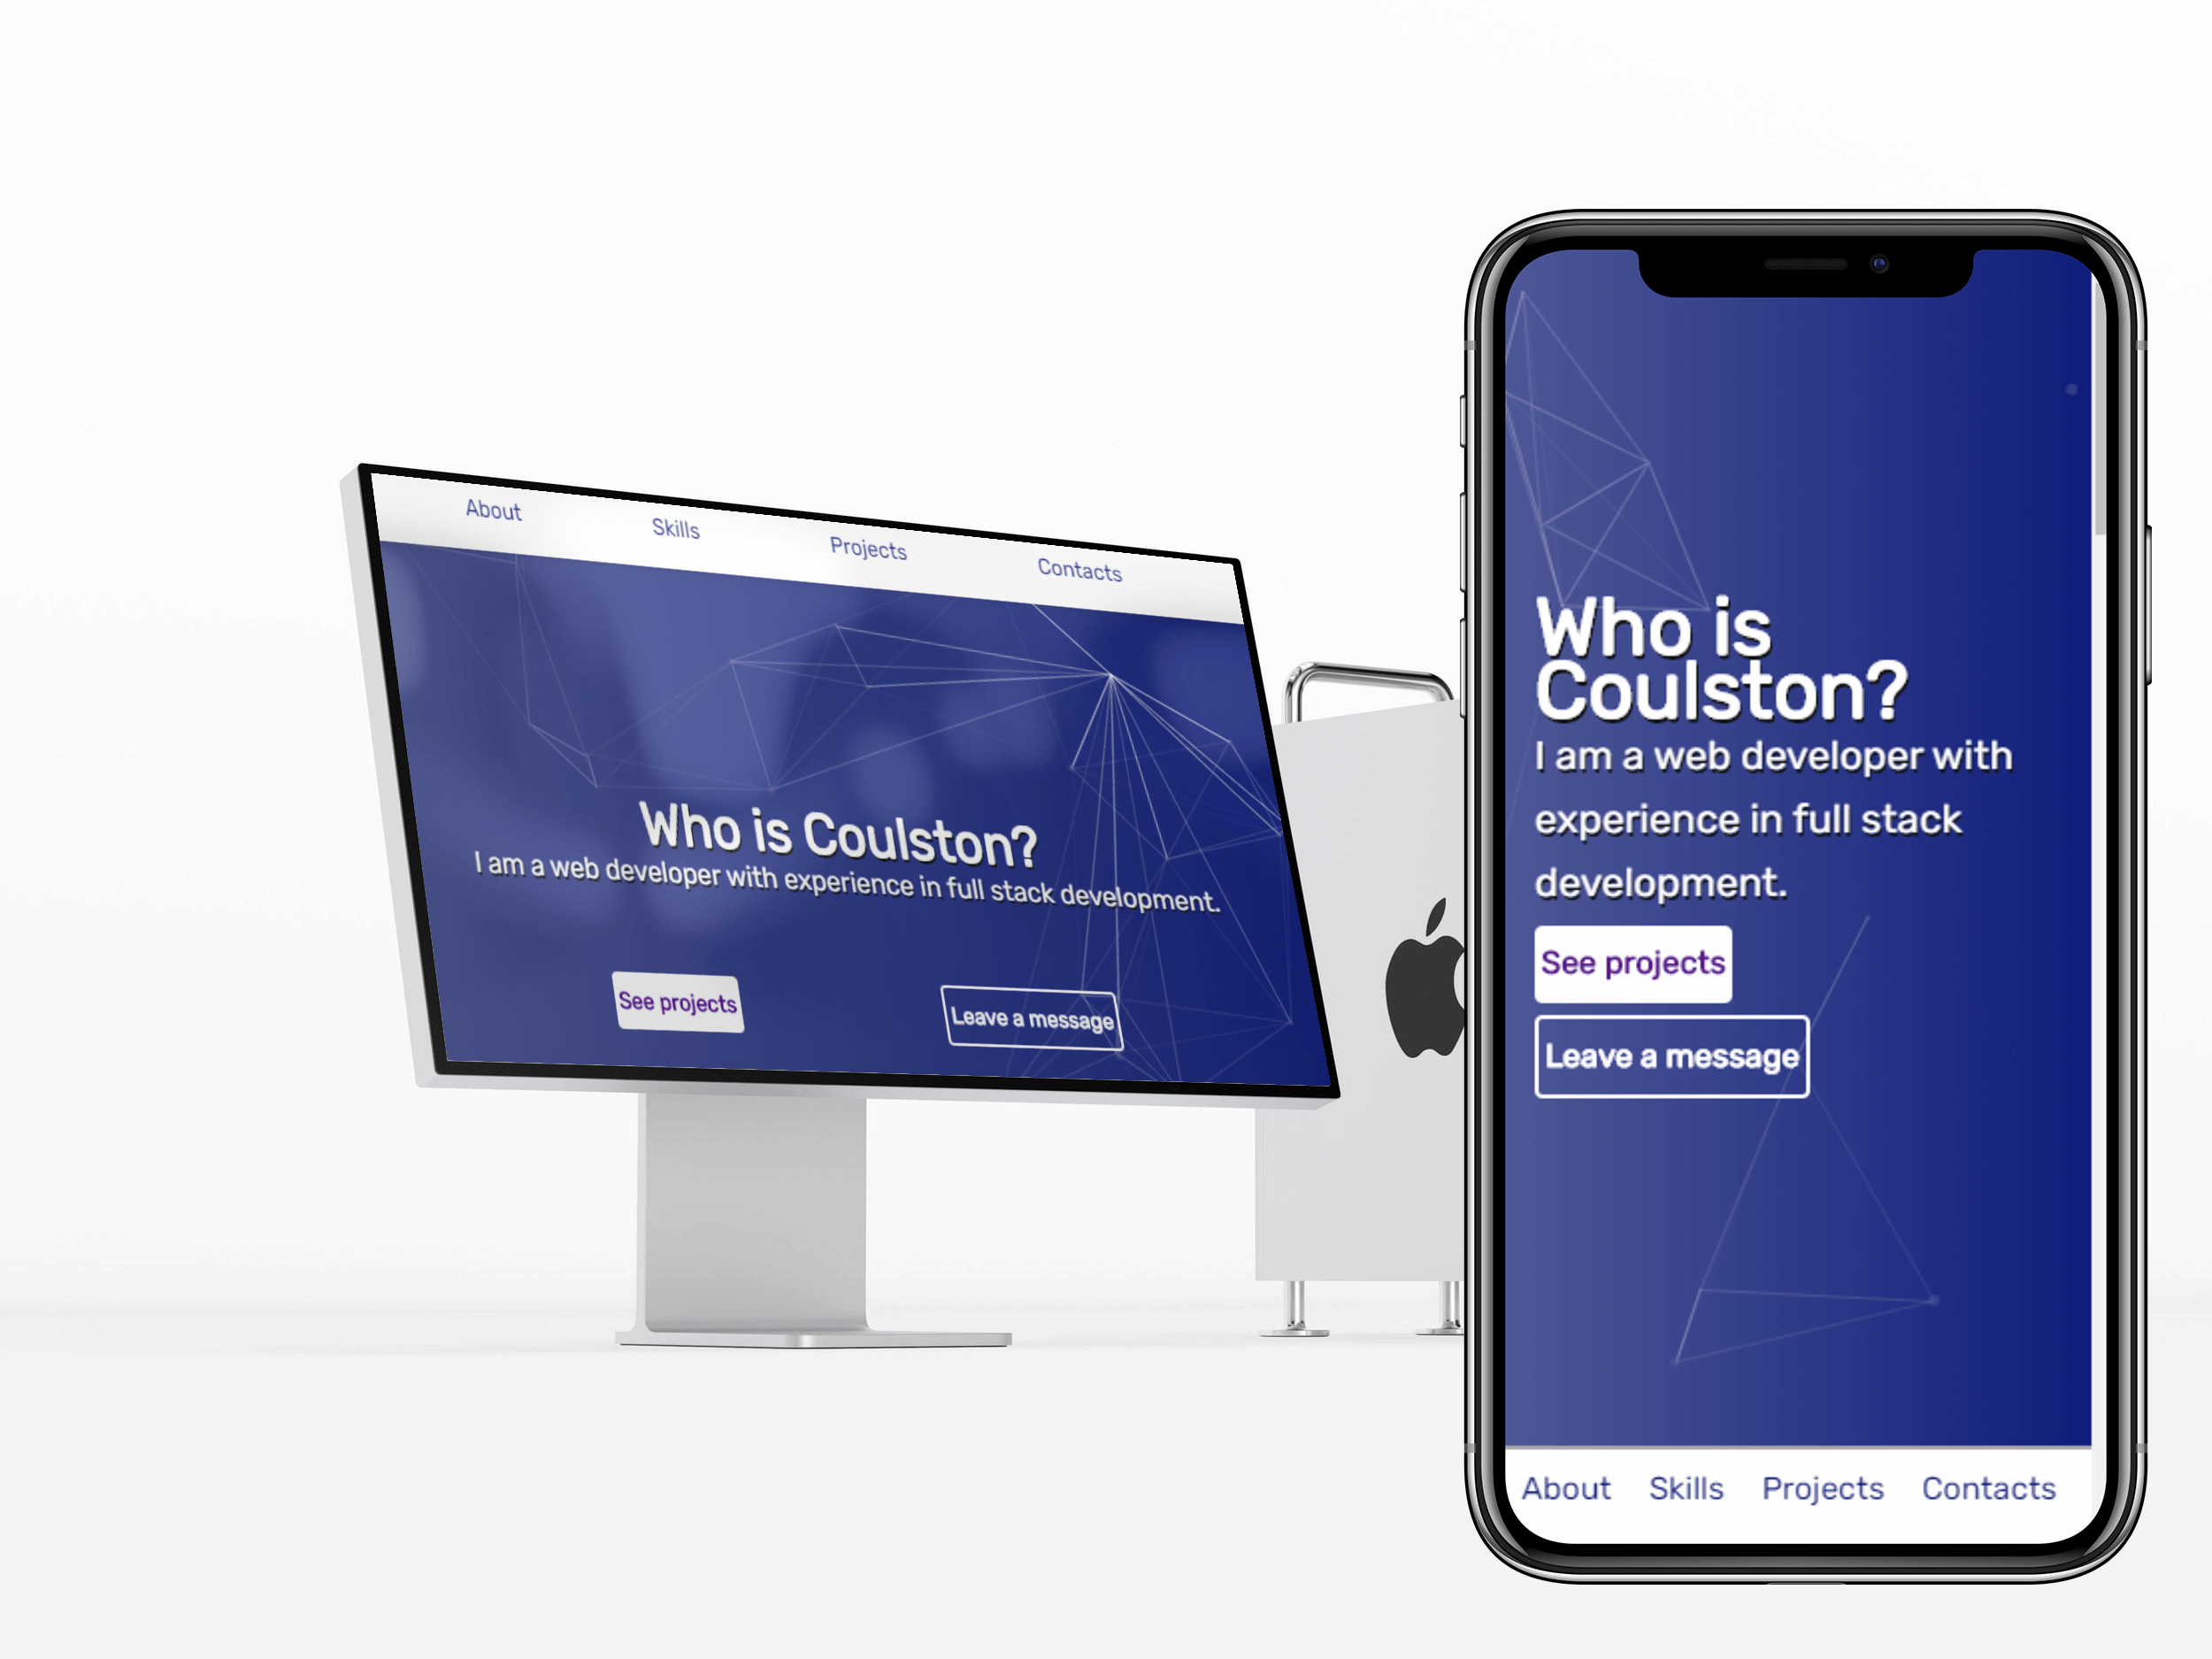 About
Skills
Projects
Contacts
Who is Coulston?
I am a web developer with experience in full stack development.
See projects
Leave a message
Who is
Coulston?
I am a web developer with
experience in full stack
development.
See projects
Leave a message
About Skills Projects Contacts